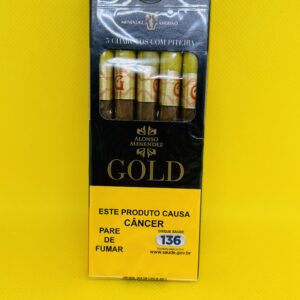 MENENDEZ AMERINO
5 CHARUTOS COM PITEIRA
ALONSO
MENENDEZ
GOLD
ESTE PRODUTO CAUSA
CÂNCER
PARE
DE
FUMAR
DISQUE SAÚDE
136
www.saude.gov.br